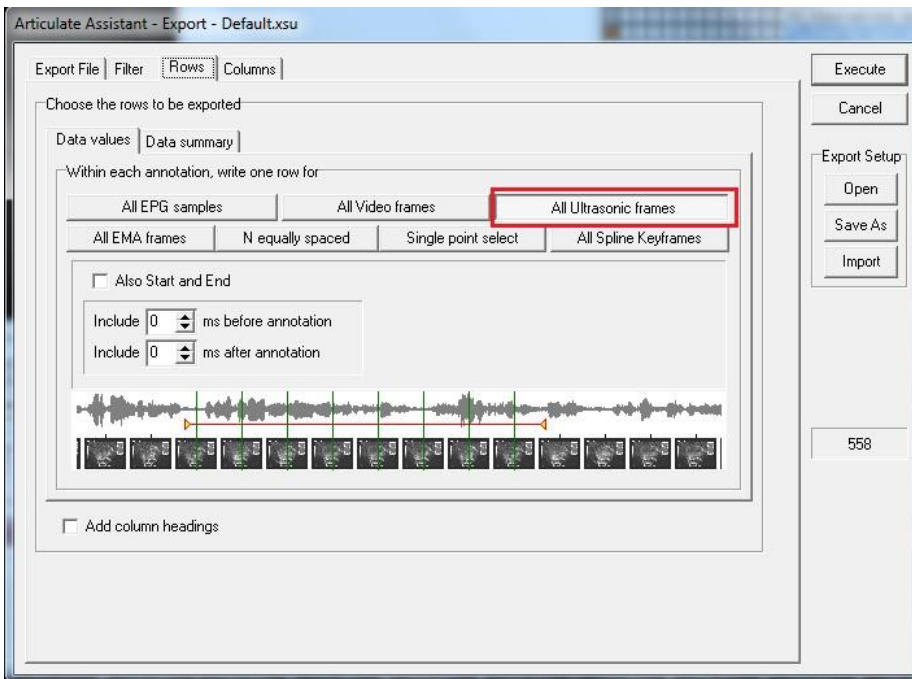 Articulate Assistant - Export - Default.xsu
Export File Filter Rows Columns
Execute
Cancel
Choose the rows to be exported
Data values Data summary
Export Setup
Within each annotation, write one row for
Open
All EPG samples All Video frames All Ultrasonic frames
Save As
All EMA frames N equally spaced Single point select All Spline Keyframes
Import
Also Start and End
Include 0 ms before annotation
Include 0 ms after annotation
558
Add column headings